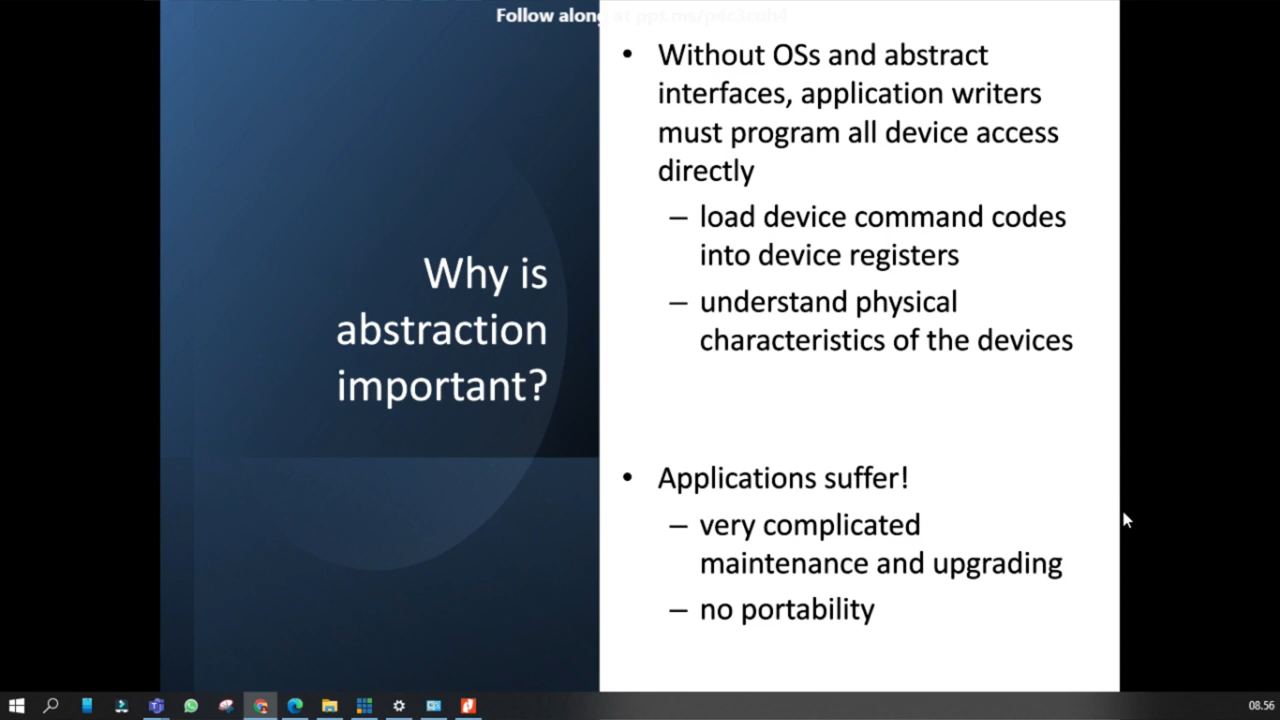 Follow along at ppt.ms/p4c3cuh4
Why is
abstraction
important?
• Without OSs and abstract
interfaces, application writers
must program all device access
directly
– load device command codes
into device registers
– understand physical
characteristics of the devices
• Applications suffer!
– very complicated
maintenance and upgrading
– no portability
08.56